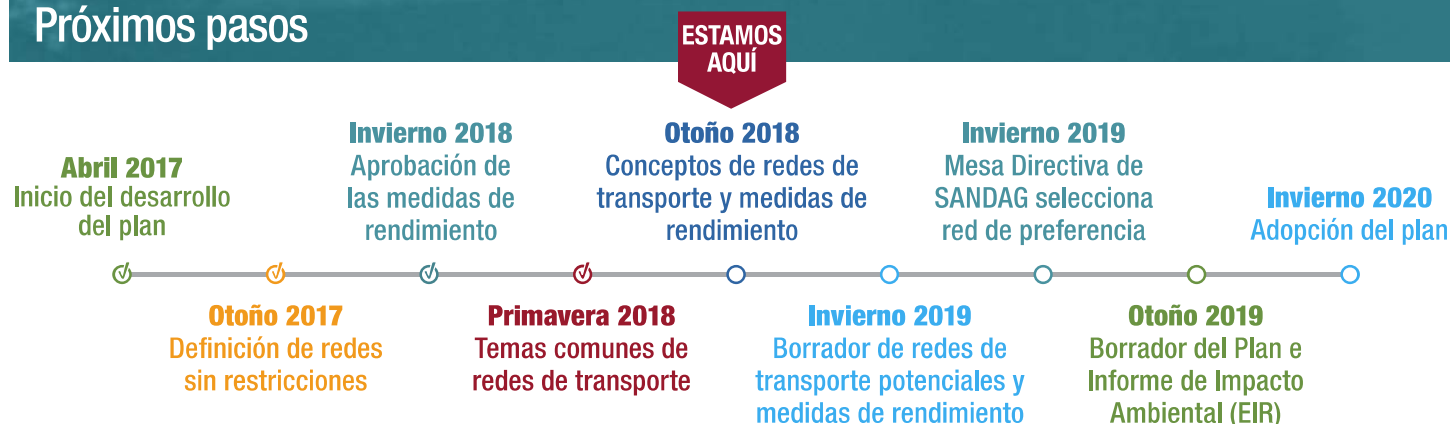 Próximos pasos
ESTAMOS
AQUÍ
Abril 2017
Inicio del desarrollo
del plan
Otoño 2017
Definición de redes
sin restricciones
Invierno 2018
Aprobación de
las medidas de
rendimiento
Primavera 2018
Temas comunes de
redes de transporte
Otoño 2018
Conceptos de redes de
transporte y medidas de
rendimiento
Invierno 2019
Borrador de redes de
transporte potenciales y
medidas de rendimiento
Invierno 2019
Mesa Directiva de
SANDAG selecciona
red de preferencia
Otoño 2019
Borrador del Plan e
Informe de Impacto
Ambiental (EIR)
Invierno 2020
Adopción del plan